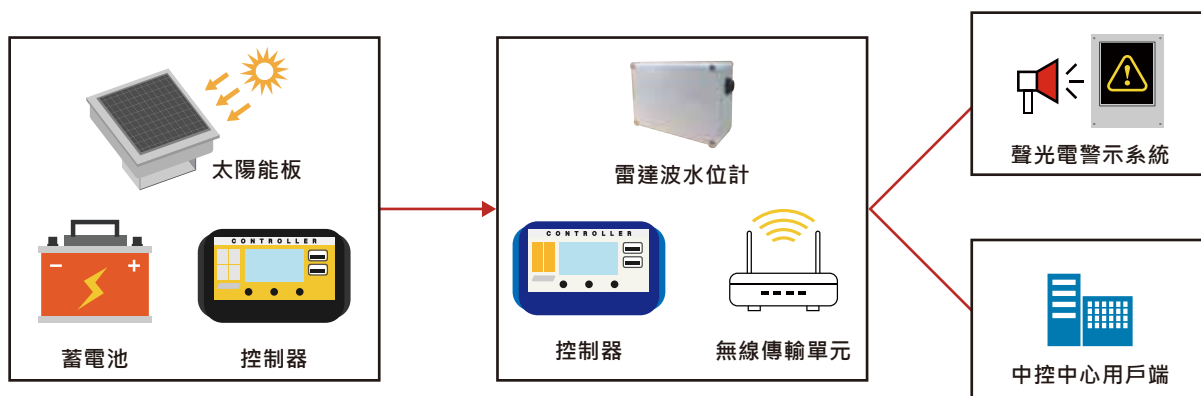 太陽能板
蓄電池
CONTROLLER
控制器
雷達波水位計
CONTROLLER
控制器
無線傳輸單元
聲光電警示系統
中控中心用戶端